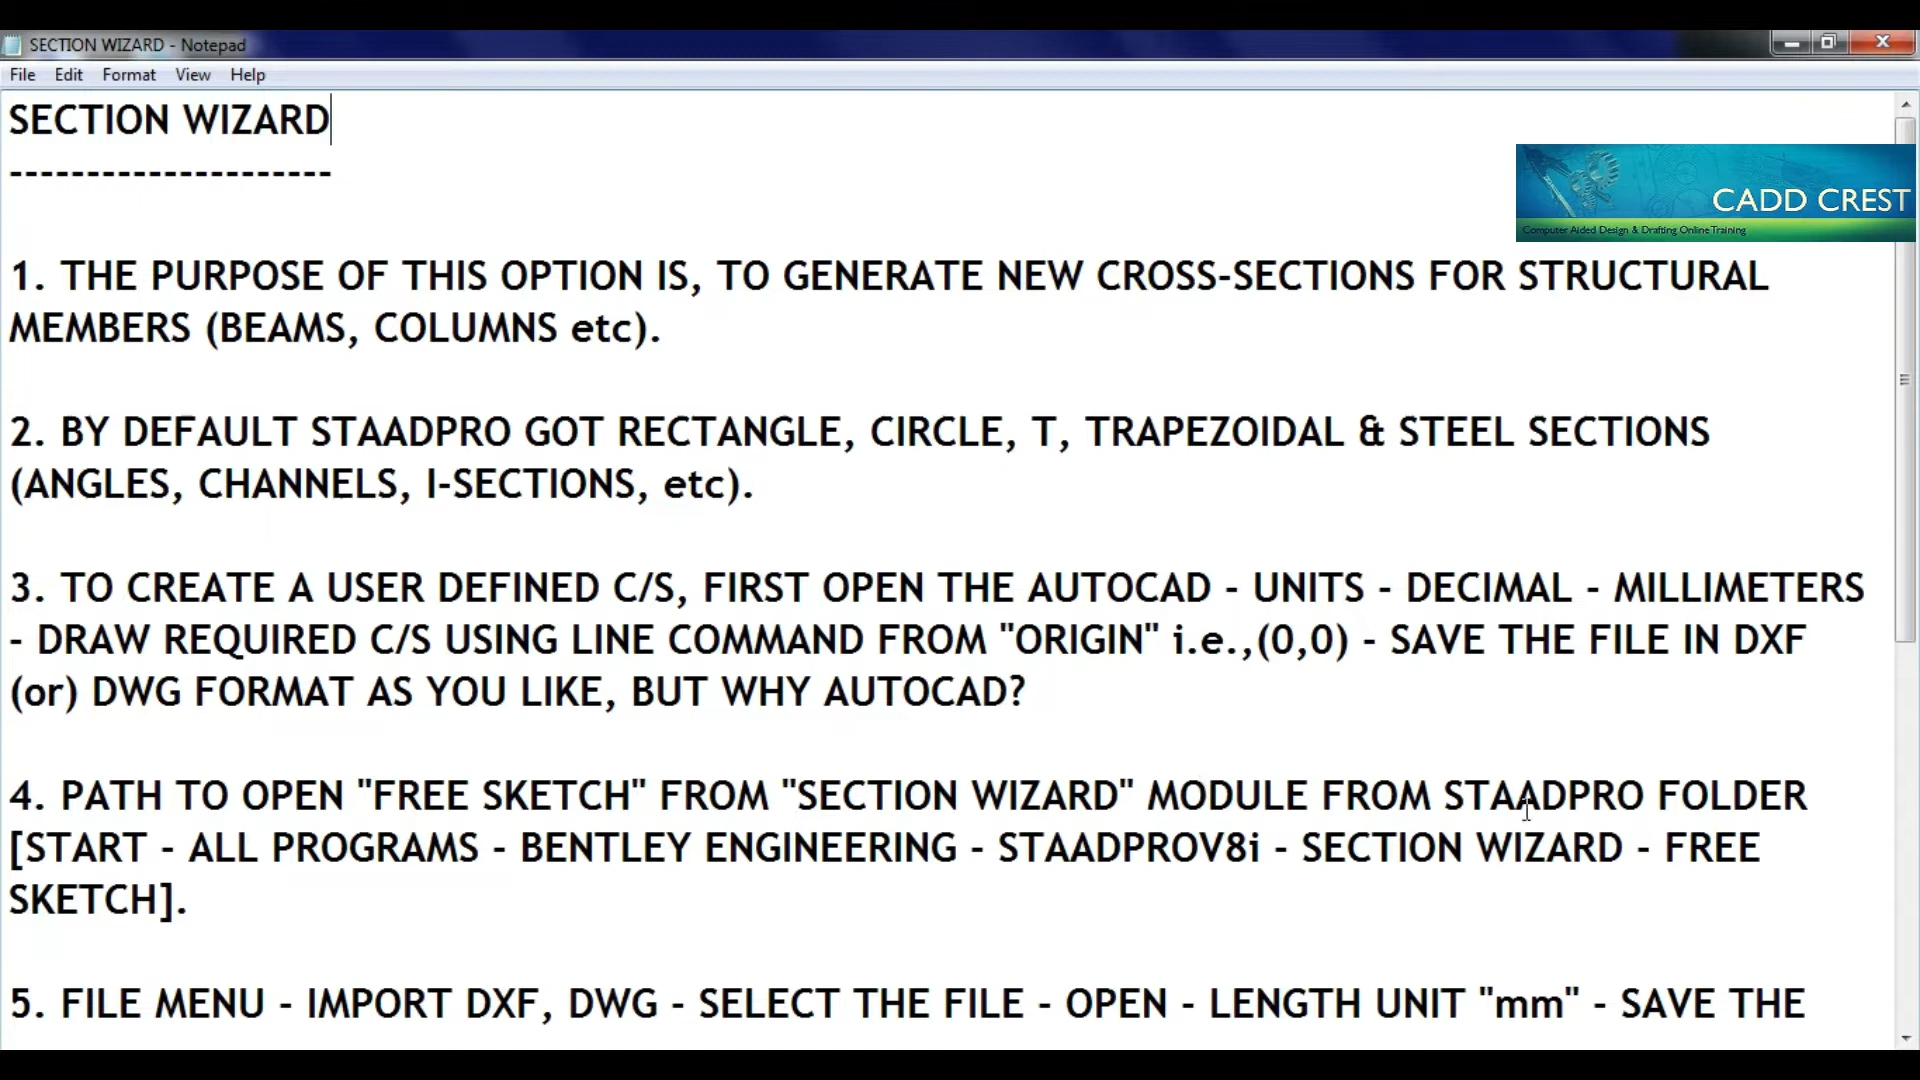 SECTION WIZARD - Notepad
File Edit Format View Help
SECTION WIZARD
---------------------
CADD CREST
Computer Aided Design & Drafting Online Training
1. THE PURPOSE OF THIS OPTION IS, TO GENERATE NEW CROSS-SECTIONS FOR STRUCTURAL
MEMBERS (BEAMS, COLUMNS etc).
2. BY DEFAULT STAADPRO GOT RECTANGLE, CIRCLE, T, TRAPEZOIDAL & STEEL SECTIONS
(ANGLES, CHANNELS, I-SECTIONS, etc).
3. TO CREATE A USER DEFINED C/S, FIRST OPEN THE AUTOCAD - UNITS - DECIMAL - MILLIMETERS
- DRAW REQUIRED C/S USING LINE COMMAND FROM "ORIGIN" i.e.,(0,0) - SAVE THE FILE IN DXF
(or) DWG FORMAT AS YOU LIKE, BUT WHY AUTOCAD?
4. PATH TO OPEN "FREE SKETCH" FROM "SECTION WIZARD" MODULE FROM STAADPRO FOLDER
[START - ALL PROGRAMS - BENTLEY ENGINEERING - STAADPROV8i - SECTION WIZARD - FREE
SKETCH].
5. FILE MENU - IMPORT DXF, DWG - SELECT THE FILE - OPEN - LENGTH UNIT "mm" - SAVE THE